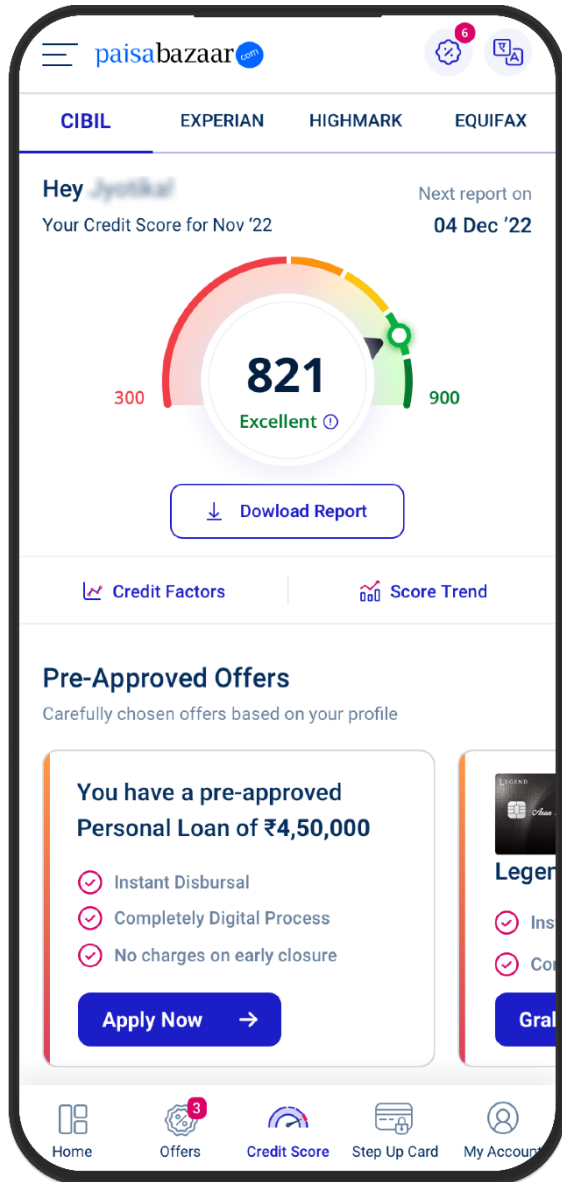 paisabazaar.com
6
CIBIL EXPERIAN HIGHMARK EQUIFAX
Hey
Next report on
Your Credit Score for Nov '22
04 Dec '22
821
300
900
Excellent
Dowload Report
Credit Factors
Score Trend
Pre-Approved Offers
Carefully chosen offers based on your profile
You have a pre-approved
Personal Loan of ₹4,50,000
Instant Disbursal
Completely Digital Process
No charges on early closure
Apply Now
LEGEND
Legen
Ins
Gra
3
Home
Offers
Credit Score
Step Up Card
My Account